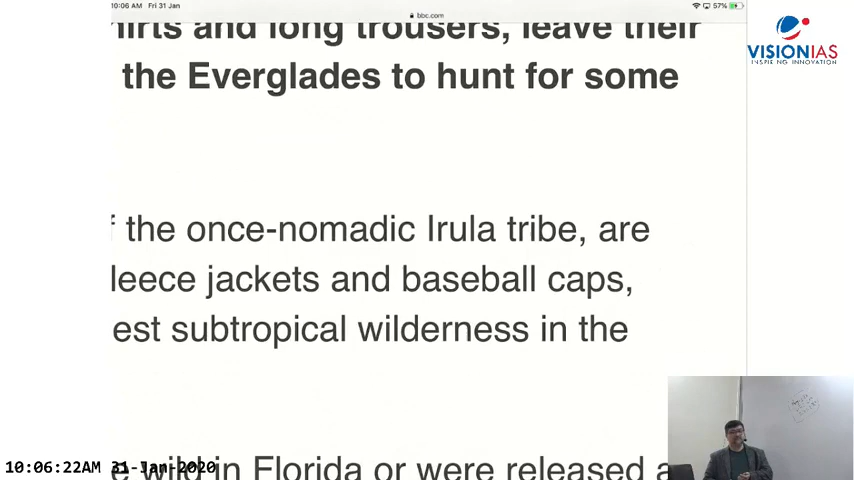 10:06 AM Fri 31 Jan
57%
bbc.com
hirts and long trousers, leave their
the Everglades to hunt for some
VISIONIAS
INSPIRING INNOVATION
f the once-nomadic Irula tribe, are
leece jackets and baseball caps,
est subtropical wilderness in the
e wild in Florida or were released a
10:06:22AM 31-Jan-2020